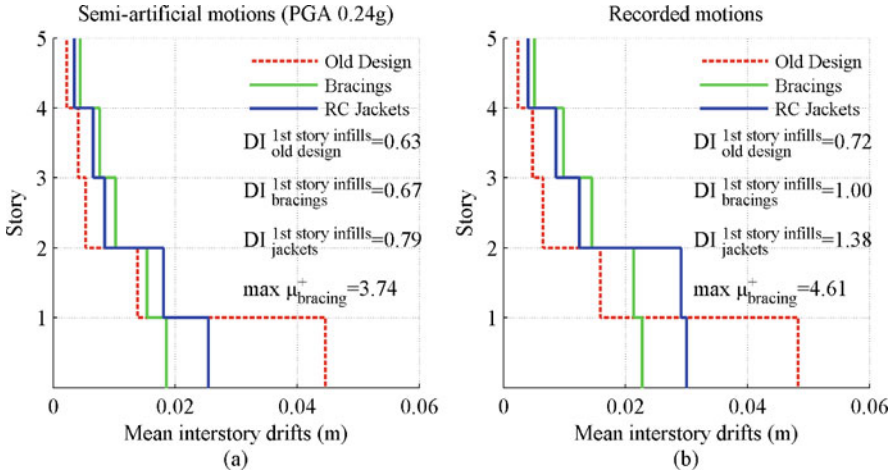 Semi-artificial motions (PGA 0.24g)
5
4
3
2
1
Story
Old Design
Bracings
RC Jackets
DI 1st story infills old design =0.63
DI 1st story infills bracings =0.67
DI 1st story infills jackets =0.79
max μ+bracing=3.74
0 0.02 0.04 0.06
Mean interstory drifts (m)
(a)
Recorded motions
5
4
3
2
1
Story
Old Design
Bracings
RC Jackets
DI 1st story infills old design =0.72
DI 1st story infills bracings =1.00
DI 1st story infills jackets =1.38
max μ+bracing=4.61
0 0.02 0.04 0.06
Mean interstory drifts (m)
(b)